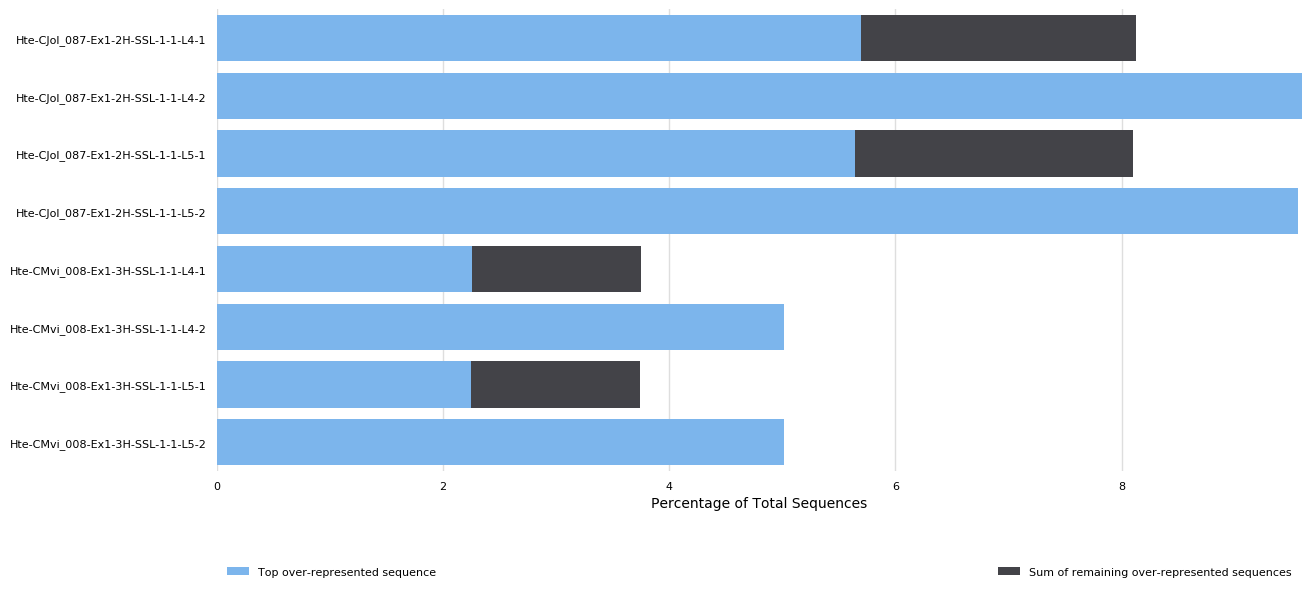 Hte-CJol_087-Ex1-2H-SSL-1-1-L4-1
Hte-CJol_087-Ex1-2H-SSL-1-1-L4-2
Hte-CJol_087-Ex1-2H-SSL-1-1-L5-1
Hte-CJol_087-Ex1-2H-SSL-1-1-L5-2
Hte-CMvi_008-Ex1-3H-SSL-1-1-L4-1
Hte-CMvi_008-Ex1-3H-SSL-1-1-L4-2
Hte-CMvi_008-Ex1-3H-SSL-1-1-L5-1
Hte-CMvi_008-Ex1-3H-SSL-1-1-L5-2
0 2 4 6 8
Percentage of Total Sequences
Top over-represented sequence Sum of remaining over-represented sequences